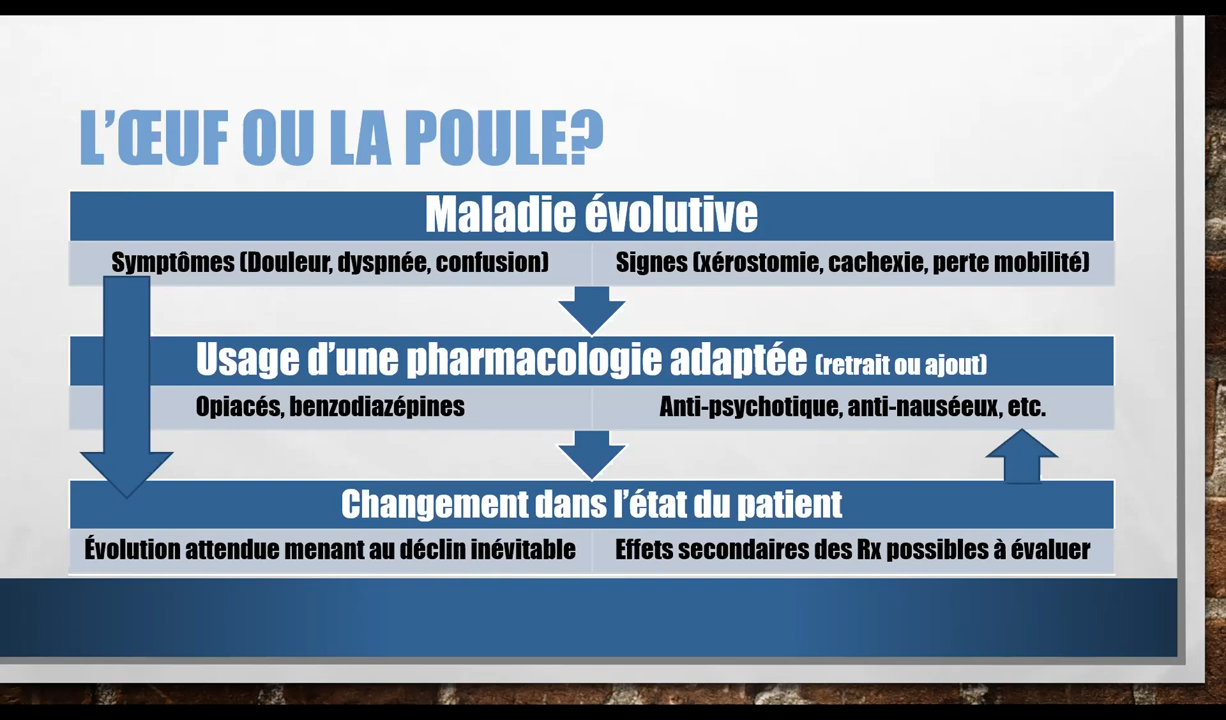 L'ŒUF OU LA POULE?
Maladie évolutive
Symptômes (Douleur, dyspnée, confusion)
Signes (xérostomie, cachexie, perte mobilité)
Usage d'une pharmacologie adaptée (retrait ou ajout)
Opiacés, benzodiazépines
Anti-psychotique, anti-nauséeux, etc.
Changement dans l'état du patient
Évolution attendue menant au déclin inévitable
Effets secondaires des Rx possibles à évaluer